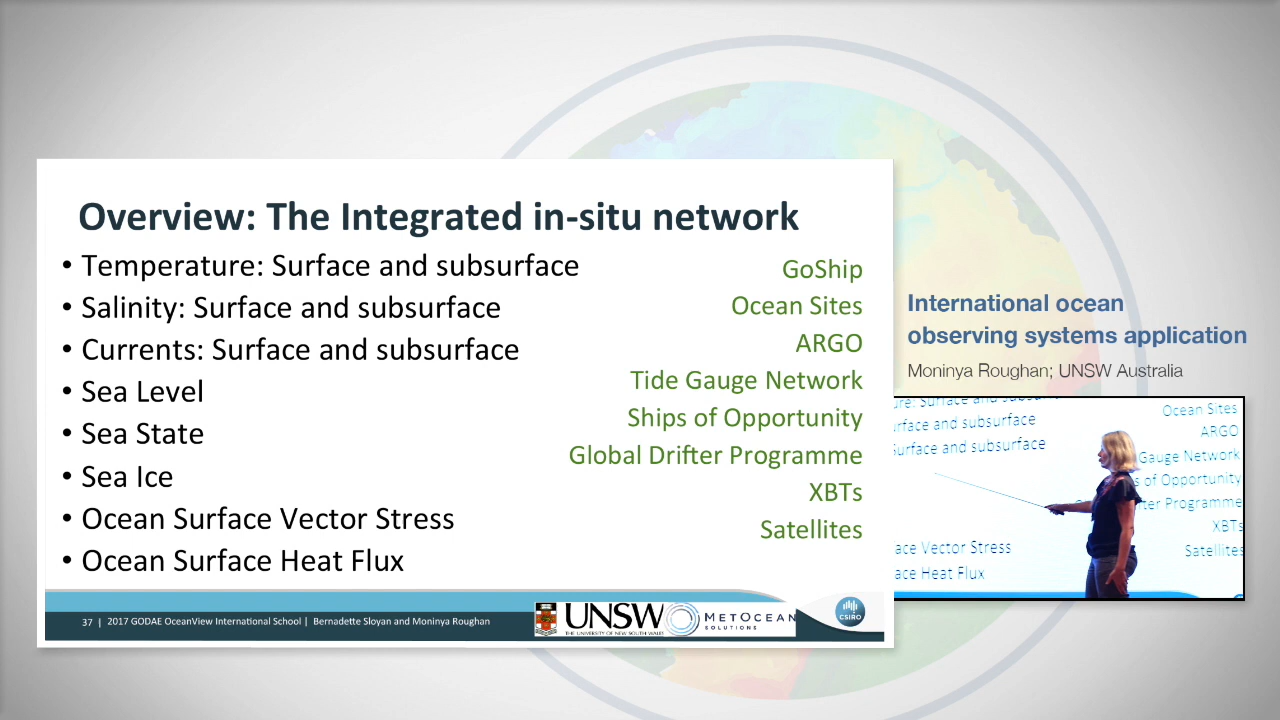 Overview: The Integrated in-situ network
• Temperature: Surface and subsurface
• Salinity: Surface and subsurface
• Currents: Surface and subsurface
• Sea Level
• Sea State
• Sea Ice
• Ocean Surface Vector Stress
• Ocean Surface Heat Flux
GoShip
Ocean Sites
ARGO
Tide Gauge Network
Ships of Opportunity
Global Drifter Programme
XBTs
Satellites
37 | 2017 GODAE OceanView International School | Bernadette Sloyan and Moninya Roughan
UNSW
THE UNIVERSITY OF NEW SOUTH WALES
METOCEAN
SOLUTIONS
CSIRO
International ocean
observing systems application
Moninya Roughan; UNSW Australia
ure: Surface and
urface and subsurface
Surface and subsurface
ace Vector Stress
ace Heat Flux
Ocean Sites
ARGO
Gauge Network
s of Opportunity
fter Programme
XBTs
Satellites